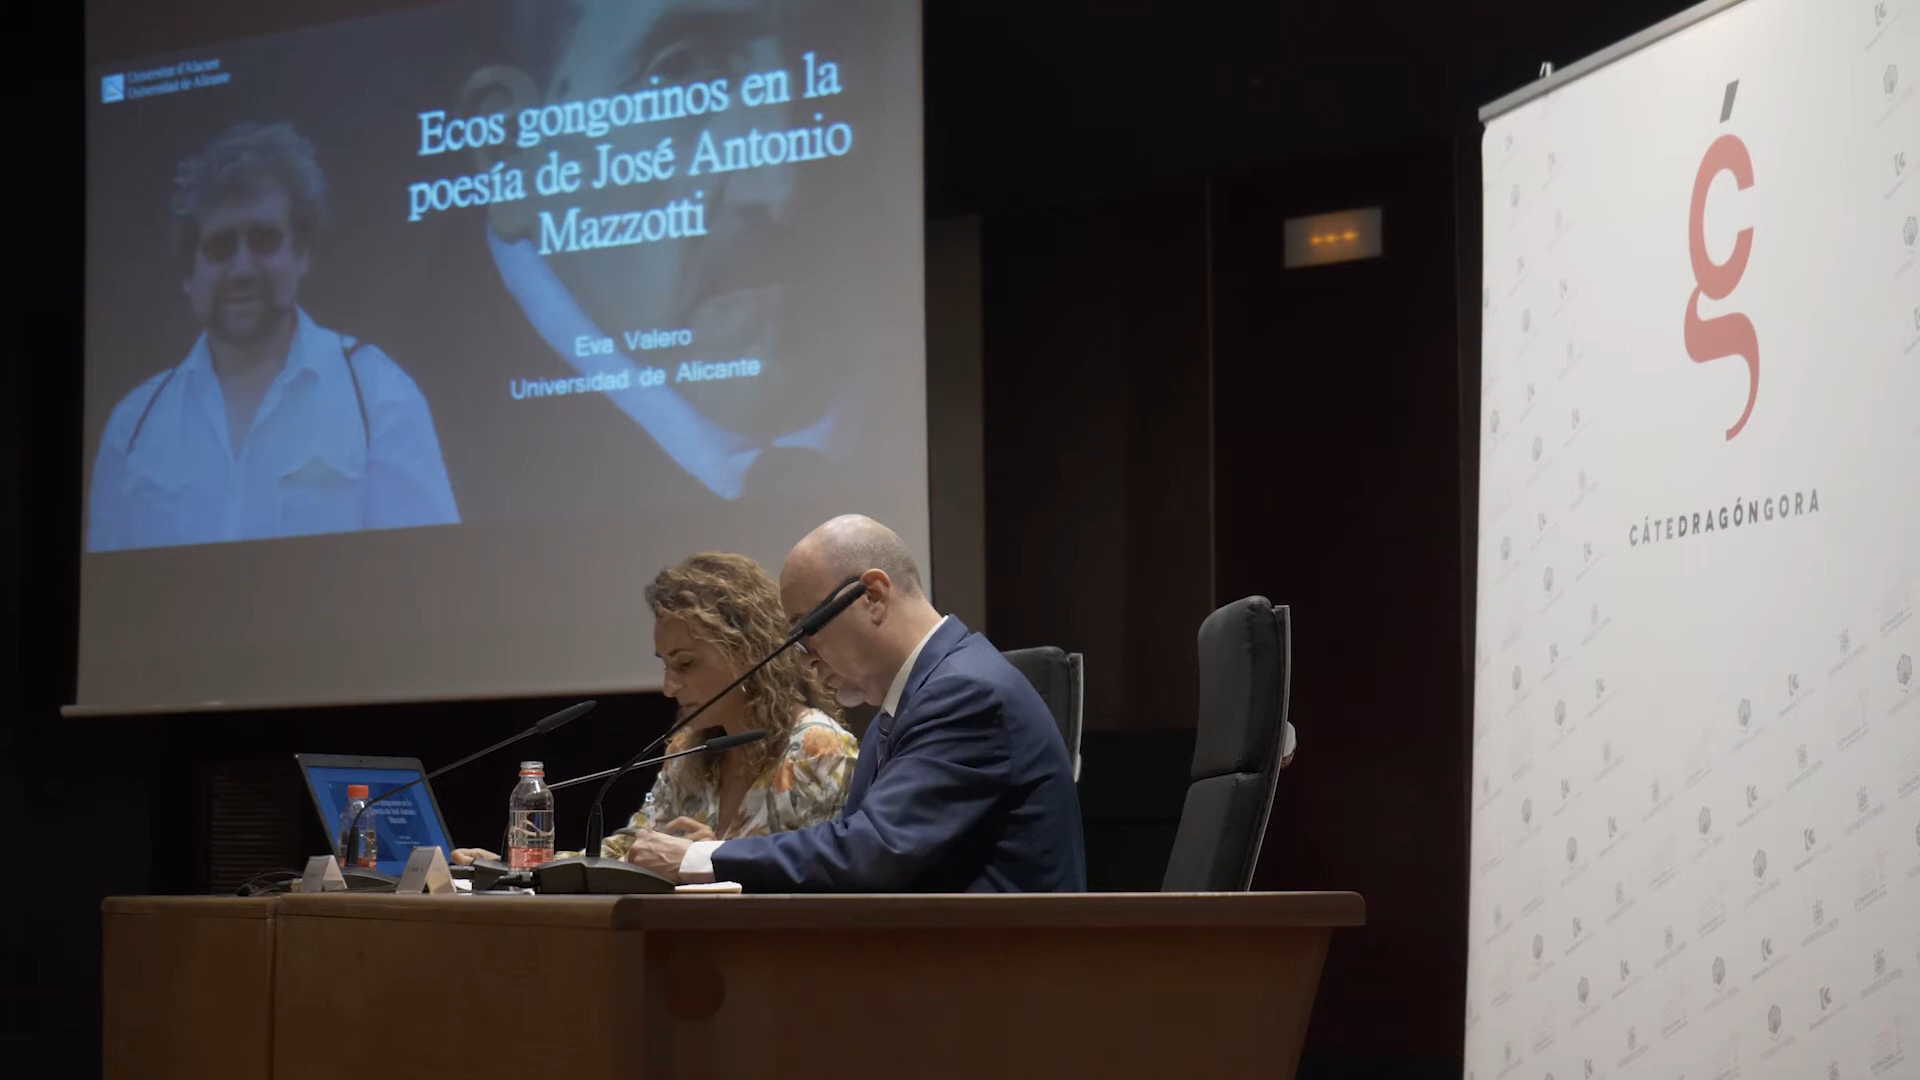 Universitat d'Alacant
Universidad de Alicante
Ecos gongorinos en la
poesía de José Antonio
Mazzotti
Eva Valero
Universidad de Alicante
CÁTEDRAGÓNGORA